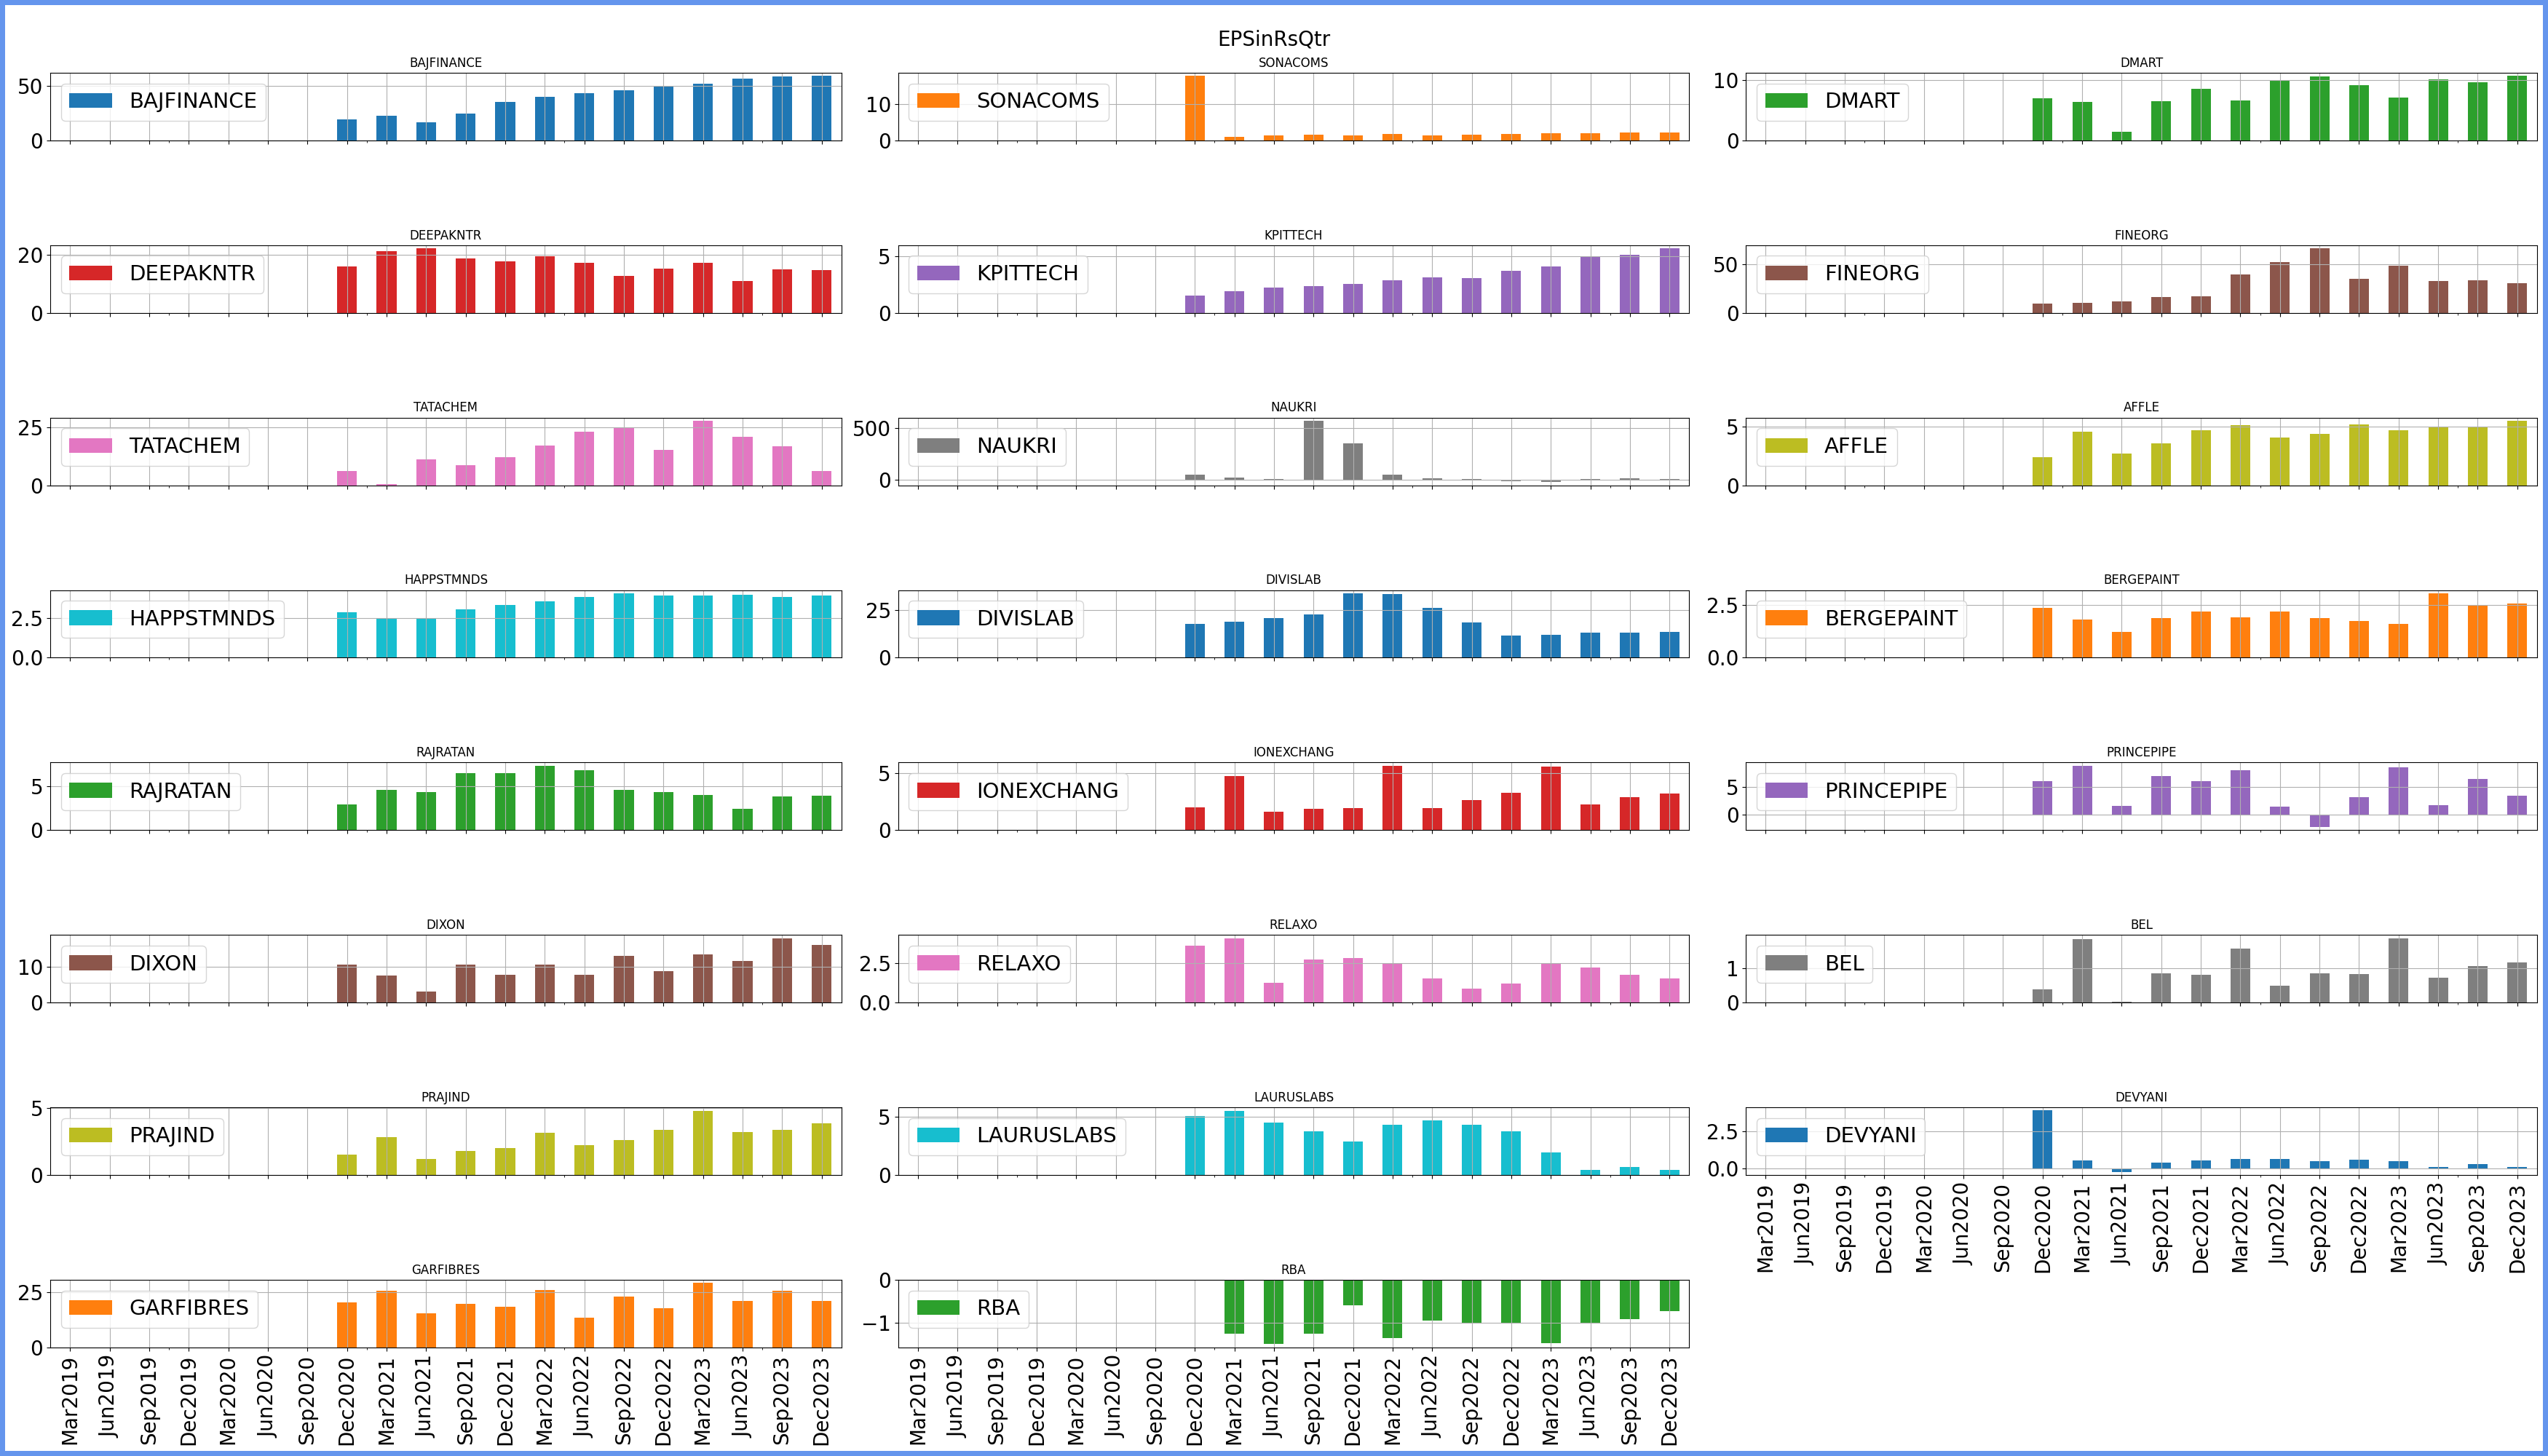 EPSinRsQtr
BAJFINANCE
50
0
BAJFINANCE
SONACOMS
10
0
SONACOMS
DMART
10
0
DMART
DEEPAKNTR
20
0
DEEPAKNTR
KPITTECH
5
0
KPITTECH
FINEORG
50
0
FINEORG
TATACHEM
25
0
TATACHEM
NAUKRI
500
0
NAUKRI
AFFLE
5
0
AFFLE
HAPPSTMNDS
2.5
0.0
HAPPSTMNDS
DIVISLAB
25
0
DIVISLAB
BERGEPAINT
2.5
0.0
BERGEPAINT
RAJRATAN
5
0
RAJRATAN
IONEXCHANG
5
0
IONEXCHANG
PRINCEPIPE
5
0
PRINCEPIPE
DIXON
10
0
DIXON
RELAXO
2.5
0.0
RELAXO
BEL
1
0
BEL
PRAJIND
5
0
PRAJIND
LAURUSLABS
5
0
LAURUSLABS
DEVYANI
2.5
0.0
DEVYANI
Mar2019
Jun2019
Sep2019
Dec2019
Mar2020
Jun2020
Sep2020
Dec2020
Mar2021
Jun2021
Sep2021
Dec2021
Mar2022
Jun2022
Sep2022
Dec2022
Mar2023
Jun2023
Sep2023
Dec2023
GARFIBRES
25
0
GARFIBRES
Mar2019
Jun2019
Sep2019
Dec2019
Mar2020
Jun2020
Sep2020
Dec2020
Mar2021
Jun2021
Sep2021
Dec2021
Mar2022
Jun2022
Sep2022
Dec2022
Mar2023
Jun2023
Sep2023
Dec2023
RBA
0
−1
RBA
Mar2019
Jun2019
Sep2019
Dec2019
Mar2020
Jun2020
Sep2020
Dec2020
Mar2021
Jun2021
Sep2021
Dec2021
Mar2022
Jun2022
Sep2022
Dec2022
Mar2023
Jun2023
Sep2023
Dec2023